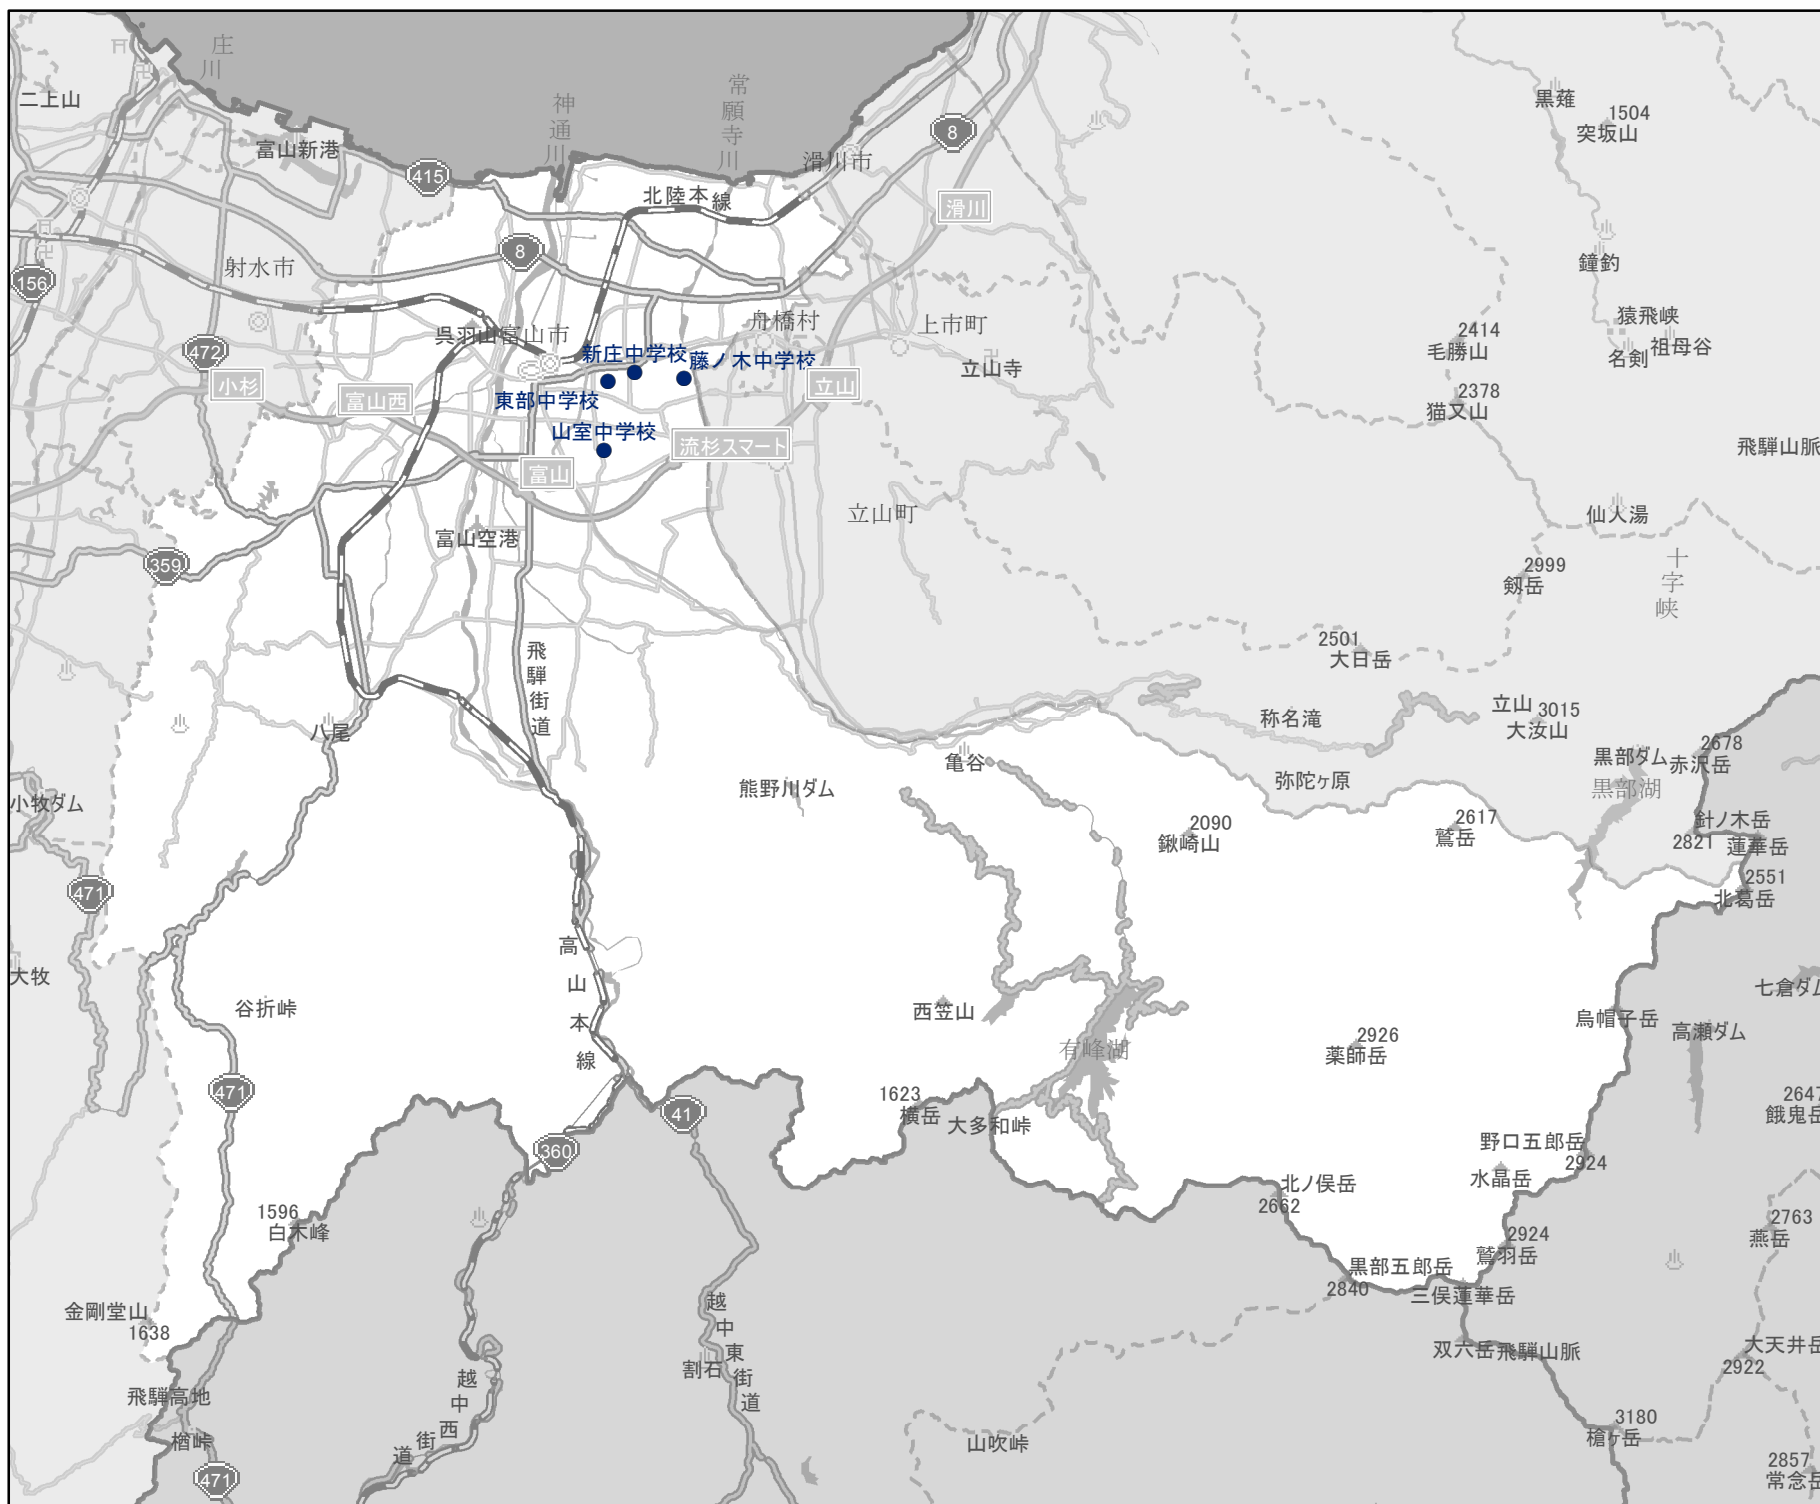 庄川
神通川
常願寺川
二上山
富山新港
415
滑川市
8
滑川
黒薙
1504
突坂山
北陸本線
8
射水市
156
鐘釣
猿飛峡
祖母谷
名剣
472
小杉
呉羽山
富山市
舟橋村
上市町
新庄中学校
藤ノ木中学校
立山寺
2414
毛勝山
富山西
東部中学校
立山
2378
猫又山
山室中学校
流杉スマート
富山
飛騨山脈
立山町
仙人湯
富山空港
359
2999
剱岳
十字峡
飛騨街道
2501
大日岳
八尾
称名滝
立山
3015
大汝山
亀谷
2678
黒部ダム
赤沢岳
黒部湖
小牧ダム
熊野川ダム
弥陀ヶ原
2090
鍬崎山
2617
鷲岳
針ノ木岳
2821
蓮華岳
471
2551
北葛岳
高山本線
大牧
谷折峠
西笠山
有峰湖
2926
薬師岳
烏帽子岳
七倉ダム
高瀬ダム
471
1623
横岳
大多和峠
41
2647
餓鬼岳
360
野口五郎岳
2924
水晶岳
北ノ俣岳
2662
1596
白木峰
2924
鷲羽岳
2763
燕岳
黒部五郎岳
2840
三俣蓮華岳
金剛堂山
1638
越中東街道
割石
双六岳
飛騨山脈
大天井岳
2922
飛騨高地
越中西街道
楢峠
471
山吹峠
3180
槍ヶ岳
2857
常念岳